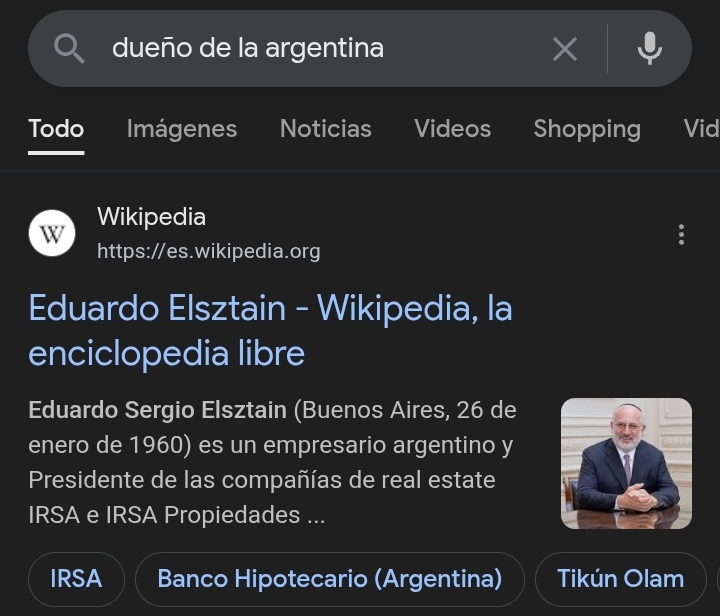 dueño de la argentina
Todo Imágenes Noticias Videos Shopping Vid
Wikipedia
https://es.wikipedia.org
Eduardo Elsztain - Wikipedia, la
enciclopedia libre
Eduardo Sergio Elsztain (Buenos Aires, 26 de
enero de 1960) es un empresario argentino y
Presidente de las compañías de real estate
IRSA e IRSA Propiedades ...
IRSA Banco Hipotecario (Argentina) Tikún Olam